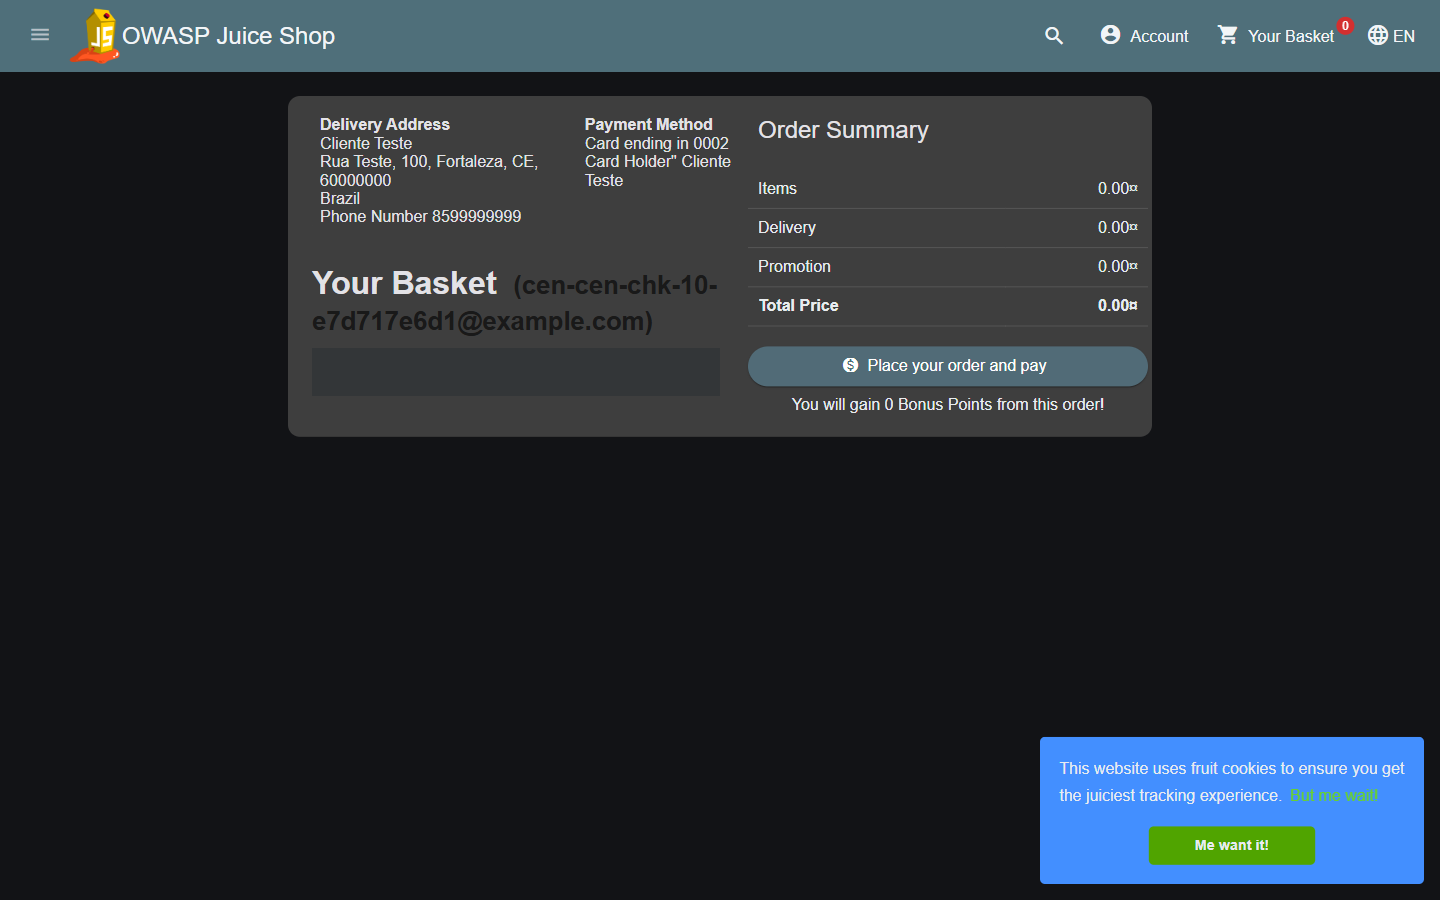 OWASP Juice Shop
Account
Your Basket
0
EN
Delivery Address
Cliente Teste
Rua Teste, 100, Fortaleza, CE,
60000000
Brazil
Phone Number 8599999999
Payment Method
Card ending in 0002
Card Holder" Cliente
Teste
Your Basket (cen-cen-chk-10-
e7d717e6d1@example.com)
Order Summary
Items 0.00¤
Delivery 0.00¤
Promotion 0.00¤
Total Price 0.00¤
Place your order and pay
You will gain 0 Bonus Points from this order!
This website uses fruit cookies to ensure you get
the juiciest tracking experience. But me wait!
Me want it!